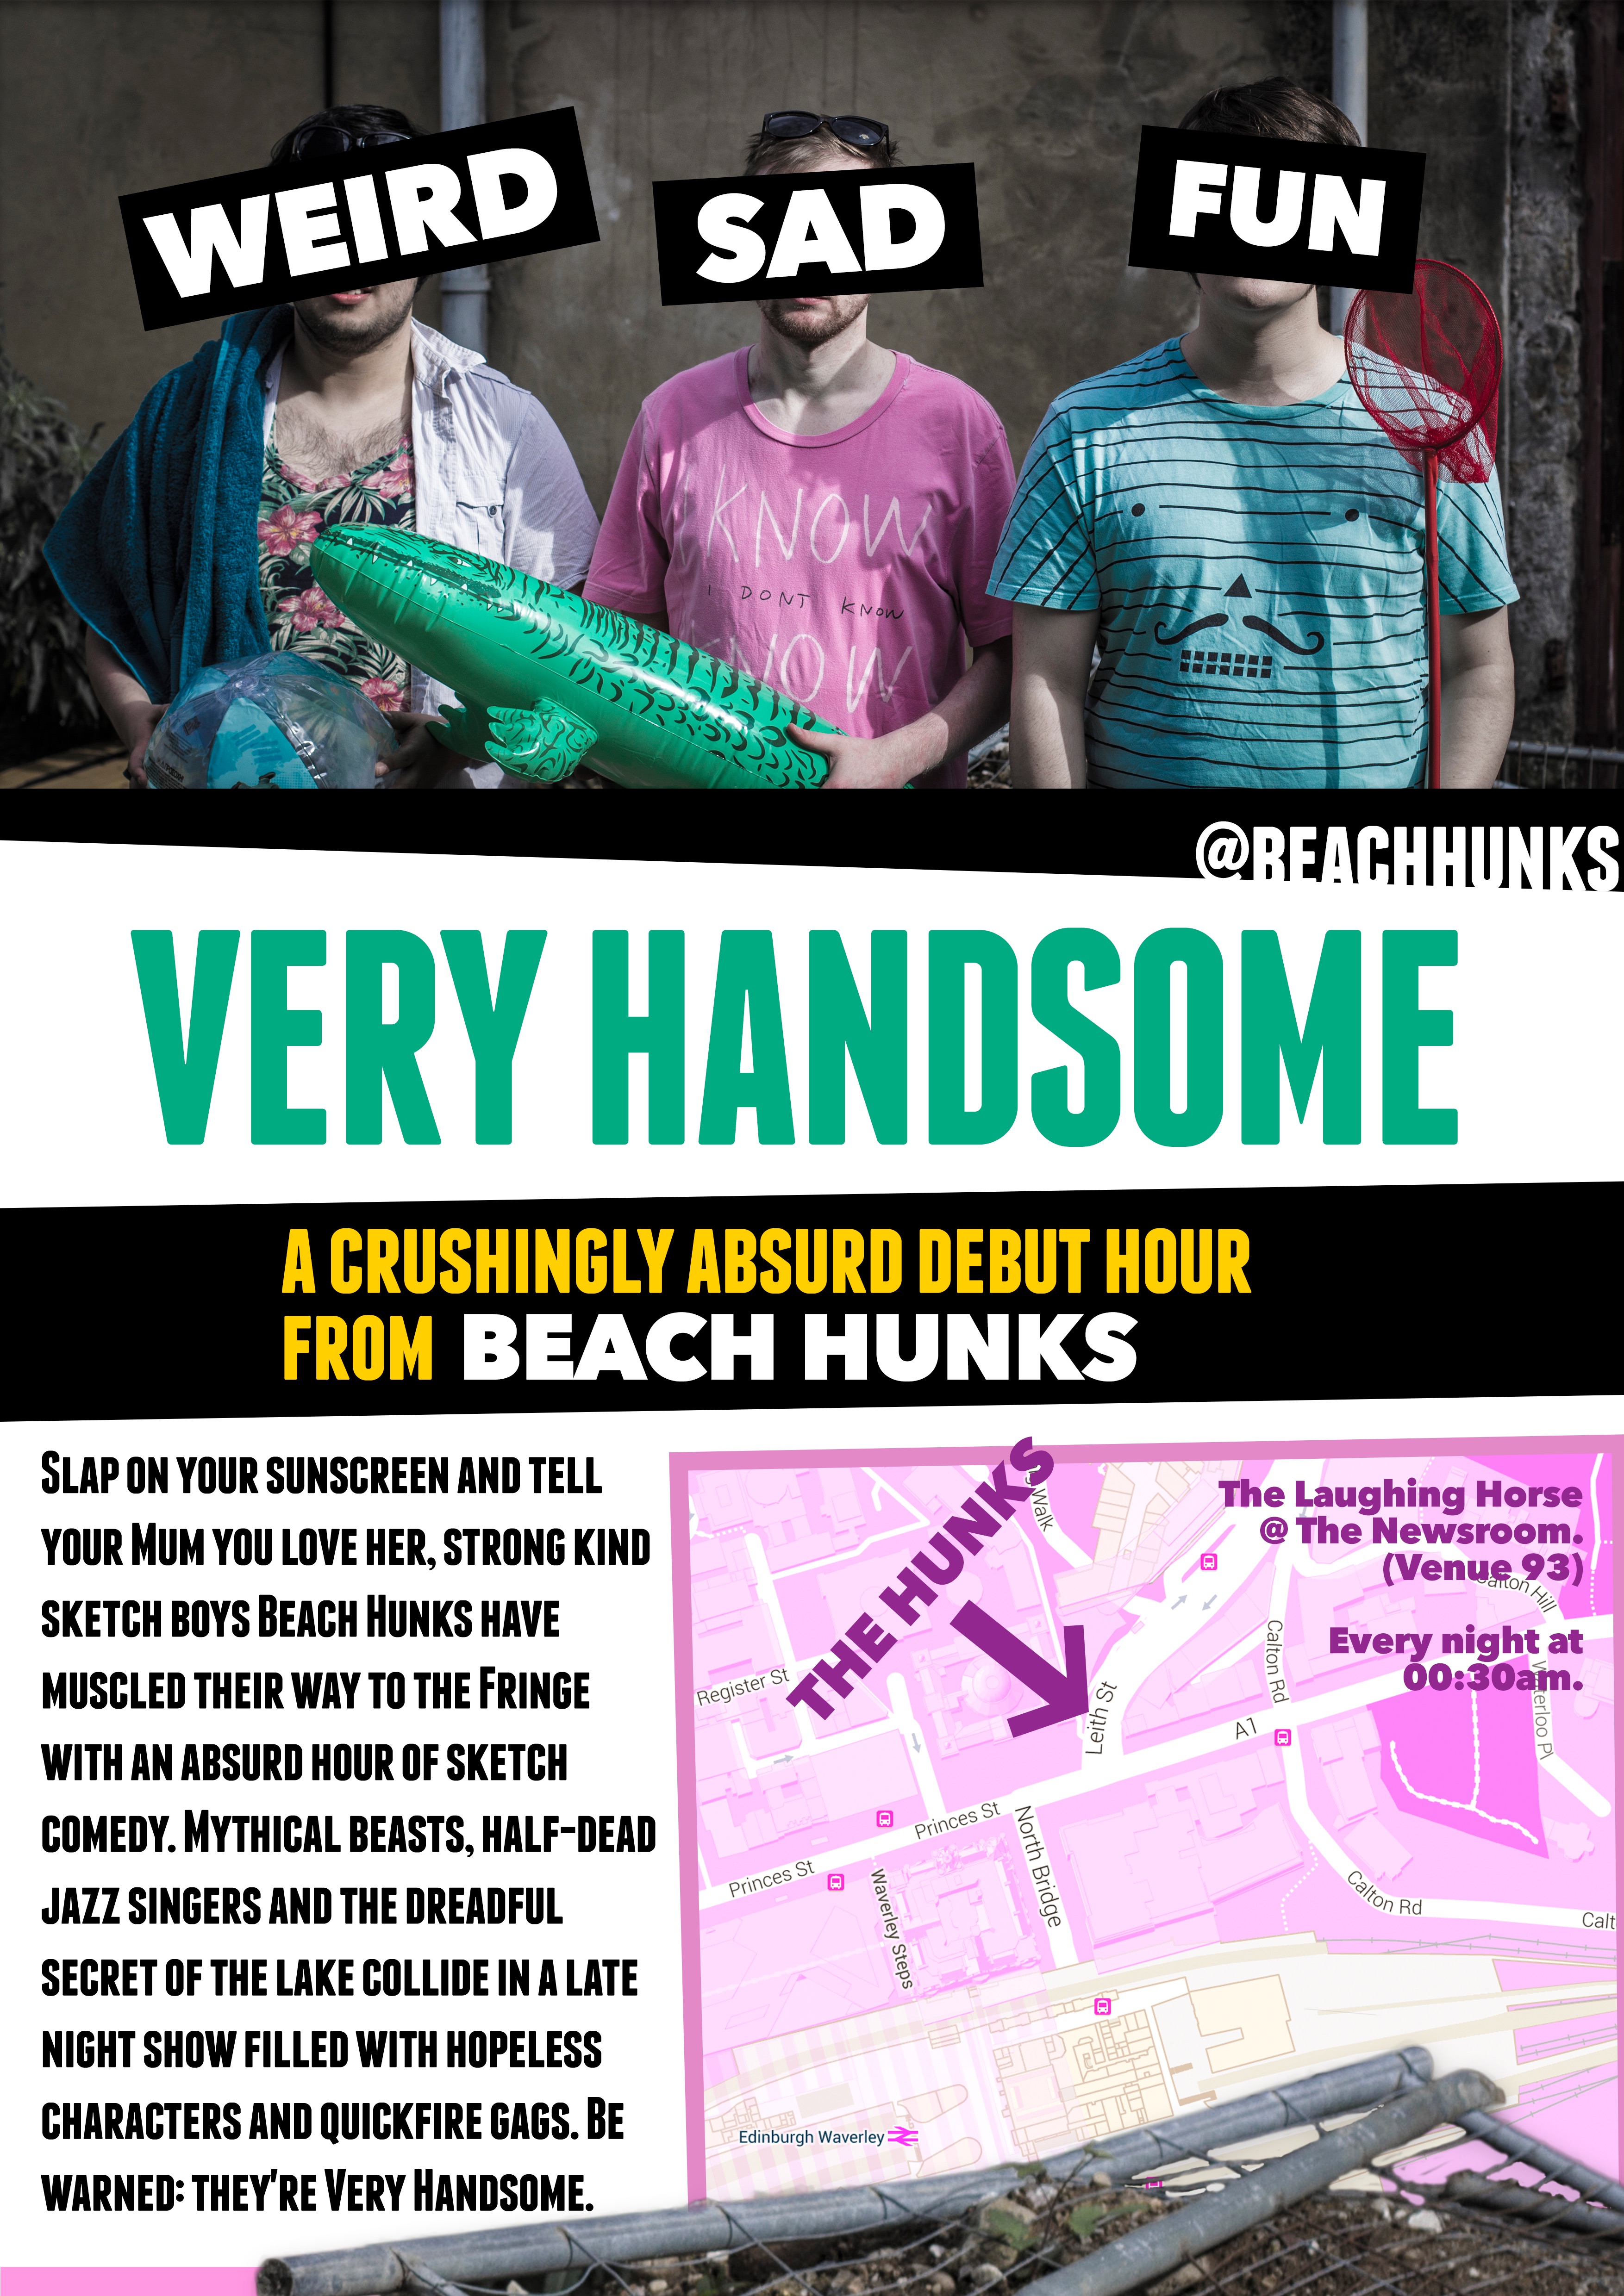 WEIRD
SAD
FUN
KNOW
I DONT KNOW
KNOW
@BEACHHUNKS
VERY HANDSOME
A CRUSHINGLY ABSURD DEBUT HOUR
FROM BEACH HUNKS
SLAP ON YOUR SUNSCREEN AND TELL
YOUR MUM YOU LOVE HER, STRONG KIND
SKETCH BOYS BEACH HUNKS HAVE
MUSCLED THEIR WAY TO THE FRINGE
WITH AN ABSURD HOUR OF SKETCH
COMEDY. MYTHICAL BEASTS, HALF-DEAD
JAZZ SINGERS AND THE DREADFUL
SECRET OF THE LAKE COLLIDE IN A LATE
NIGHT SHOW FILLED WITH HOPELESS
CHARACTERS AND QUICKFIRE GAGS. BE
WARNED: THEY'RE VERY HANDSOME.
THE HUNKS
The Laughing Horse
@ The Newsroom.
(Venue 93)
Every night at
00:30am.
Walk
Calton Hill
Register St
Leith St
Calton Rd
A1
Waterloo Pl
Princes St
Princes St
North Bridge
Waverley Steps
Calton Rd
Calt
Edinburgh Waverley